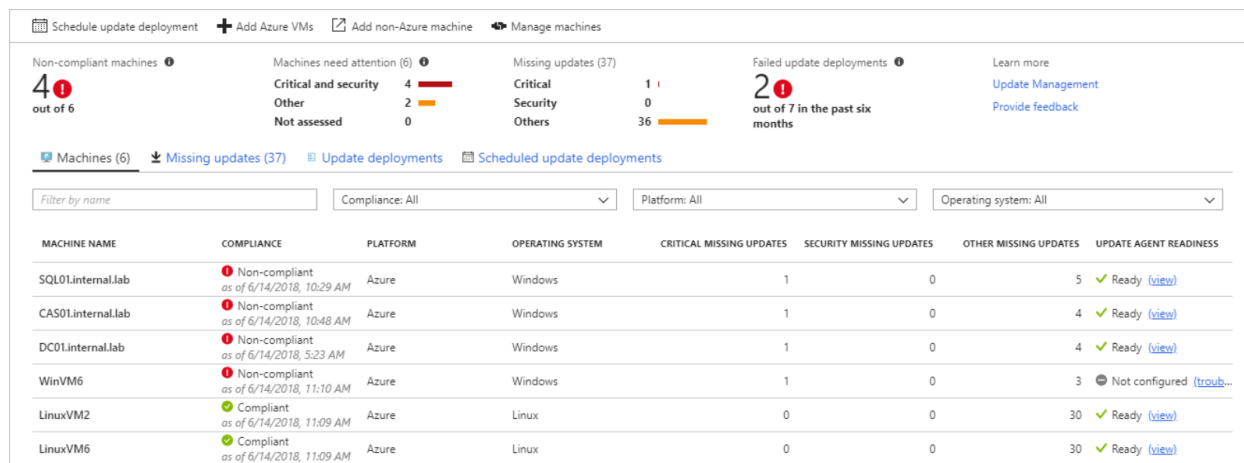 Schedule update deployment Add Azure VMs Add non-Azure machine Manage machines
Non-compliant machines Machines need attention (6) Missing updates (37) Failed update deployments Learn more
4 Critical and security 4 Critical 1 2 Update Management
out of 6 Other 2 Security 0 out of 7 in the past six Provide feedback
Not assessed 0 Others 36 months
Machines (6) Missing updates (37) Update deployments Scheduled update deployments
Filter by name Compliance: All Platform: All Operating system: All
MACHINE NAME COMPLIANCE PLATFORM OPERATING SYSTEM CRITICAL MISSING UPDATES SECURITY MISSING UPDATES OTHER MISSING UPDATES UPDATE AGENT READINESS
SQL01.internal.lab Non-compliant Azure Windows 1 0 5 Ready (view)
as of 6/14/2018, 10:29 AM
CAS01.internal.lab Non-compliant Azure Windows 1 0 4 Ready (view)
as of 6/14/2018, 10:48 AM
DC01.internal.lab Non-compliant Azure Windows 1 0 4 Ready (view)
as of 6/14/2018, 5:23 AM
WinVM6 Non-compliant Azure Windows 1 0 3 Not configured (troub...
as of 6/14/2018, 11:10 AM
LinuxVM2 Compliant Azure Linux 0 0 30 Ready (view)
as of 6/14/2018, 11:09 AM
LinuxVM6 Compliant Azure Linux 0 0 30 Ready (view)
as of 6/14/2018, 11:09 AM